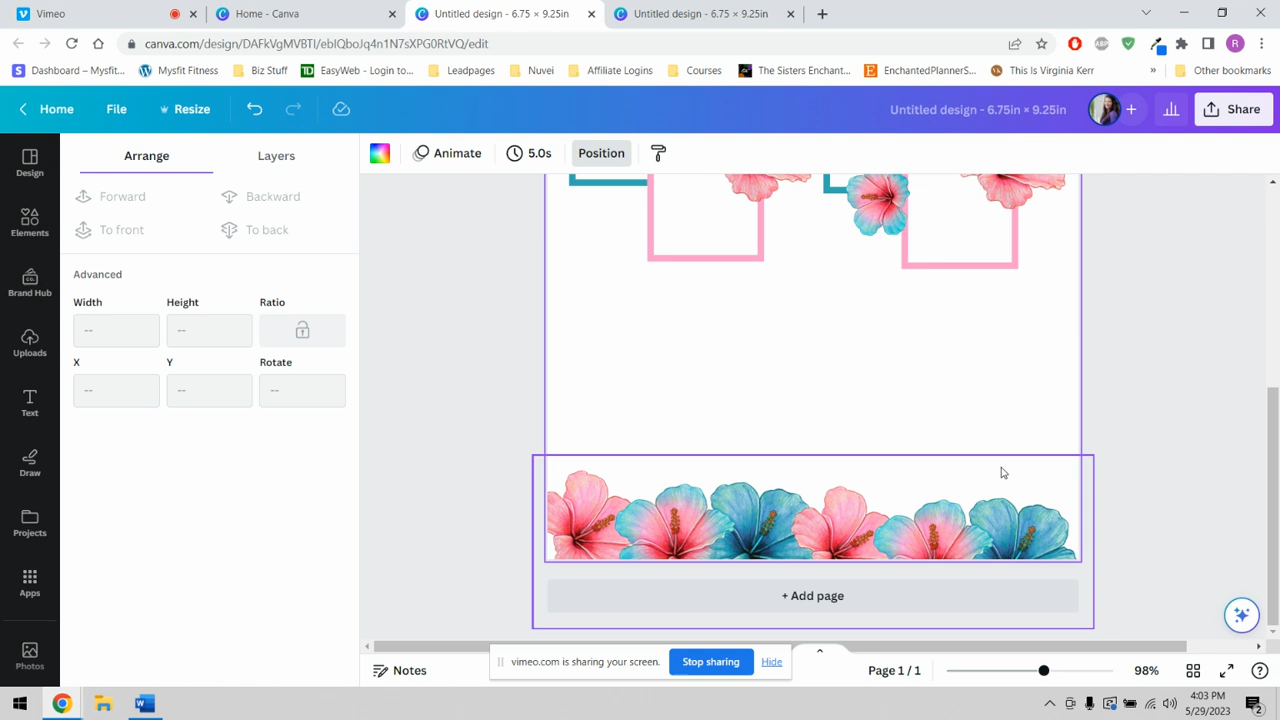 Vimeo
Home - Canva
Untitled design - 6.75 × 9.25in
Untitled design - 6.75 × 9.25in
canva.com/design/DAFkVgMVBTI/ebIQboJq4n1N7sXPG0RtVQ/edit
Dashboard – Mysfit...
Mysfit Fitness
Biz Stuff
EasyWeb - Login to...
Leadpages
Nuvei
Affiliate Logins
Courses
The Sisters Enchant...
EnchantedPlannerS...
This Is Virginia Kerr
»
Other bookmarks
Home
File
Resize
Untitled design - 6.75in × 9.25in
Share
Design
Elements
Brand Hub
Uploads
Text
Draw
Projects
Apps
Photos
Arrange
Layers
Forward
Backward
To front
To back
Advanced
Width
Height
Ratio
--
--
X
Y
Rotate
--
--
--
Animate
5.0s
Position
+ Add page
vimeo.com is sharing your screen.
Stop sharing
Hide
Notes
Page 1 / 1
98%
4:03 PM
5/29/2023
2